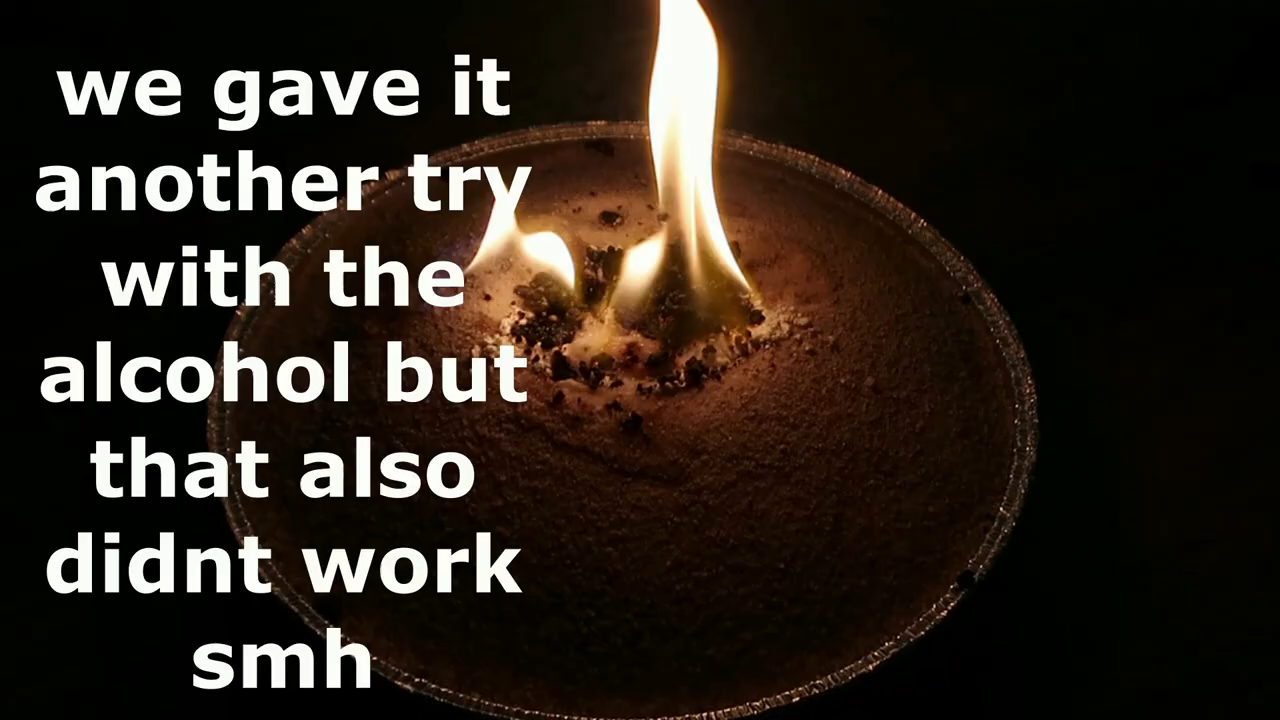 we gave it
another try
with the
alcohol but
that also
didnt work
smh